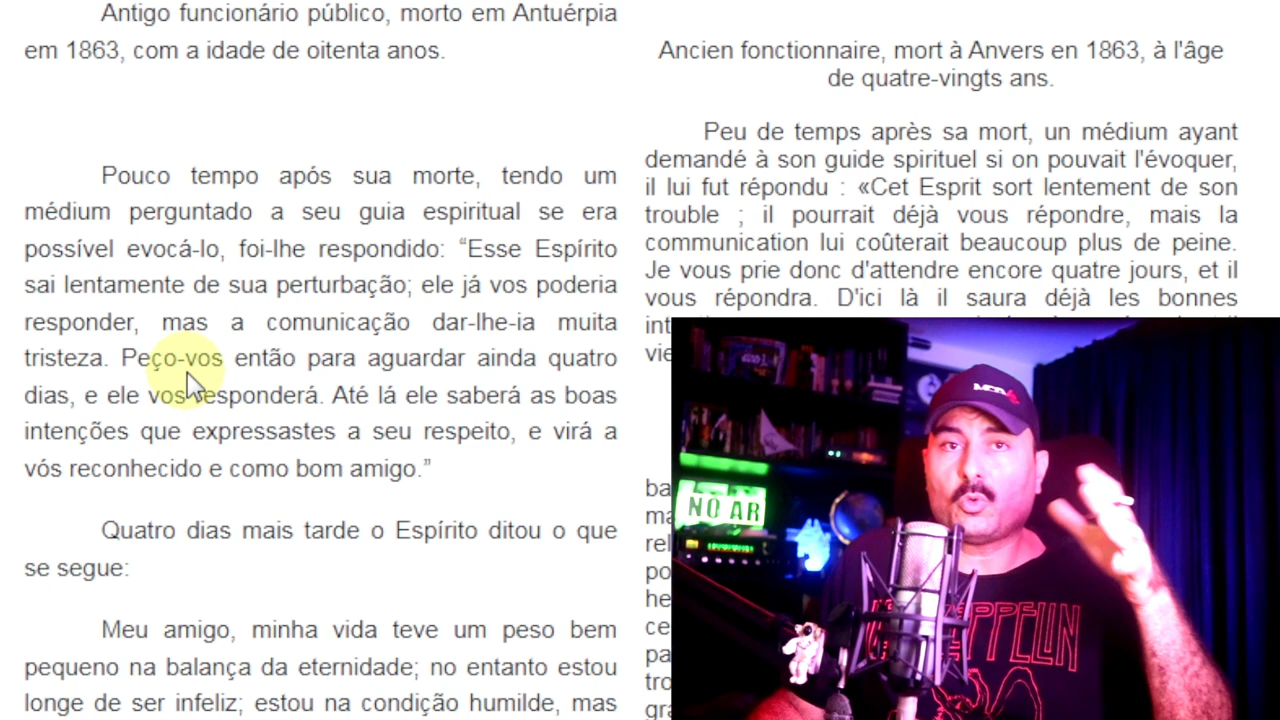 Antigo funcionário público, morto em Antuérpia
em 1863, com a idade de oitenta anos.
Pouco tempo após sua morte, tendo um
médium perguntado a seu guia espiritual se era
possível evocá-lo, foi-lhe respondido: “Esse Espírito
sai lentamente de sua perturbação; ele já vos poderia
responder, mas a comunicação dar-lhe-ia muita
tristeza. Peço-vos então para aguardar ainda quatro
dias, e ele vos responderá. Até lá ele saberá as boas
intenções que expressastes a seu respeito, e virá a
vós reconhecido e como bom amigo.”
Quatro dias mais tarde o Espírito ditou o que
se segue:
Meu amigo, minha vida teve um peso bem
pequeno na balança da eternidade; no entanto estou
longe de ser infeliz; estou na condição humilde, mas
Ancien fonctionnaire, mort à Anvers en 1863, à l'âge
de quatre-vingts ans.
Peu de temps après sa mort, un médium ayant
demandé à son guide spirituel si on pouvait l'évoquer,
il lui fut répondu : «Cet Esprit sort lentement de son
trouble ; il pourrait déjà vous répondre, mais la
communication lui coûterait beaucoup plus de peine.
Je vous prie donc d'attendre encore quatre jours, et il
vous répondra. D'ici là il saura déjà les bonnes
NO AR
ZEPPELIN